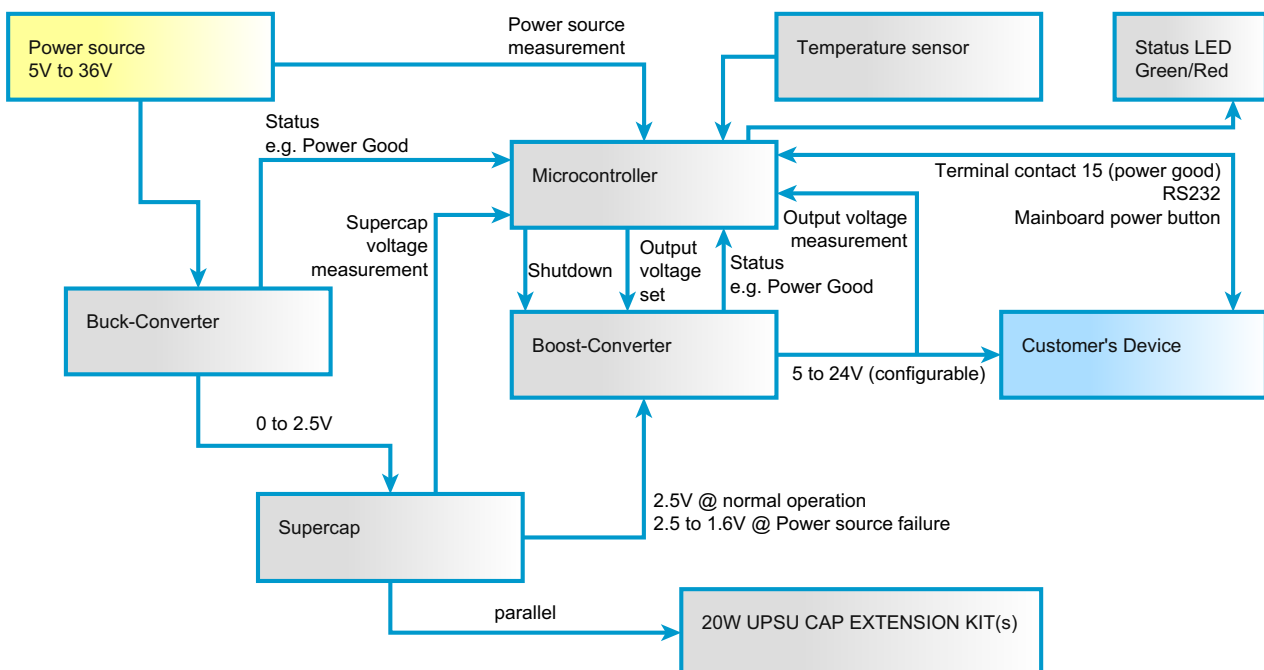 Power source
5V to 36V
Power source
measurement
Temperature sensor
Status LED
Green/Red
Status
e.g. Power Good
Microcontroller
Terminal contact 15 (power good)
RS232
Mainboard power button
Supercap
voltage
measurement
Output voltage
measurement
Shutdown
Output
voltage
set
Status
e.g. Power Good
Buck-Converter
Boost-Converter
Customer's Device
5 to 24V (configurable)
0 to 2.5V
2.5V @ normal operation
2.5 to 1.6V @ Power source failure
Supercap
parallel
20W UPSU CAP EXTENSION KIT(s)